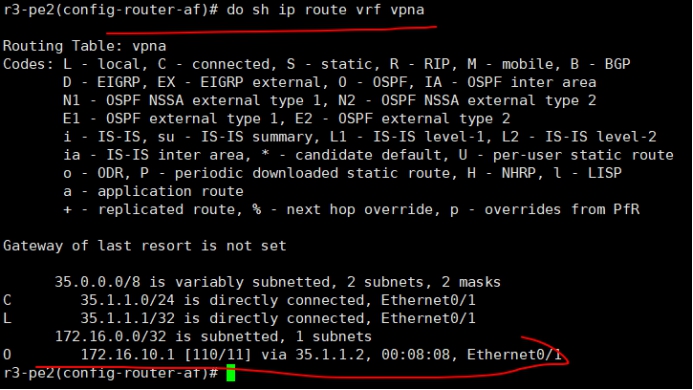 r3-pe2(config-router-af)# do sh ip route vrf vpna
Routing Table: vpna
Codes: L - local, C - connected, S - static, R - RIP, M - mobile, B - BGP
D - EIGRP, EX - EIGRP external, O - OSPF, IA - OSPF inter area
N1 - OSPF NSSA external type 1, N2 - OSPF NSSA external type 2
E1 - OSPF external type 1, E2 - OSPF external type 2
i - IS-IS, su - IS-IS summary, L1 - IS-IS level-1, L2 - IS-IS level-2
ia - IS-IS inter area, * - candidate default, U - per-user static route
o - ODR, P - periodic downloaded static route, H - NHRP, l - LISP
a - application route
+ - replicated route, % - next hop override, p - overrides from PfR
Gateway of last resort is not set
35.0.0.0/8 is variably subnetted, 2 subnets, 2 masks
C 35.1.1.0/24 is directly connected, Ethernet0/1
L 35.1.1.1/32 is directly connected, Ethernet0/1
172.16.0.0/32 is subnetted, 1 subnets
O 172.16.10.1 [110/11] via 35.1.1.2, 00:08:08, Ethernet0/1
r3-pe2(config-router-af)#